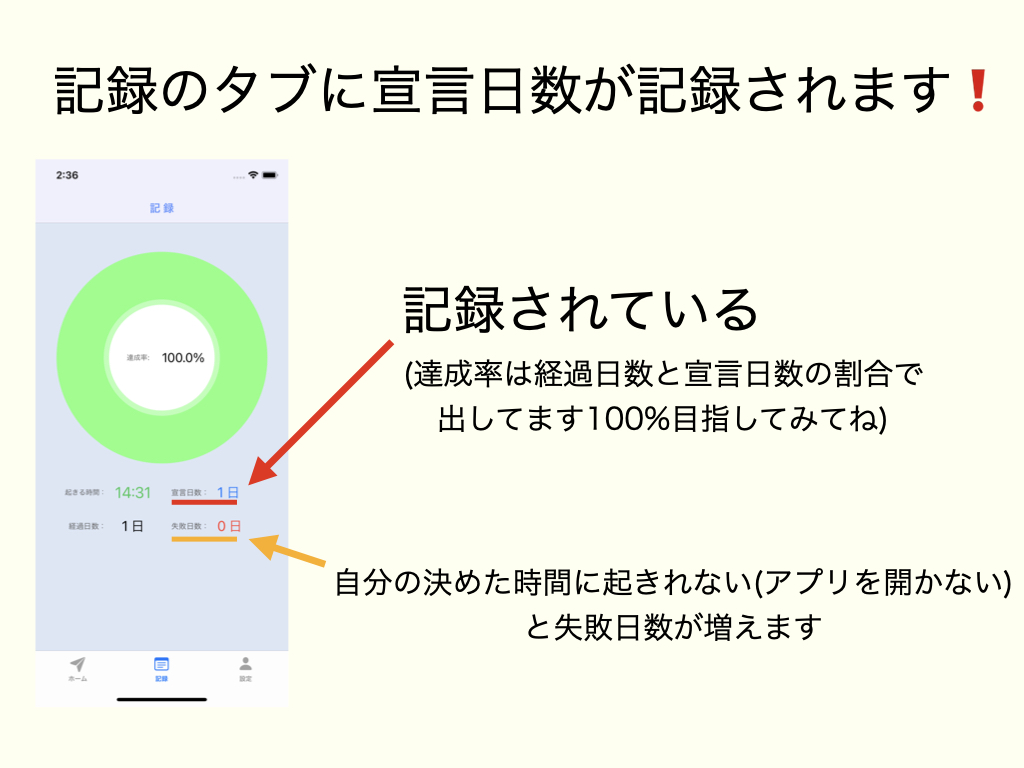 記録のタブに宣言日数が記録されます❗
2:36
記録
達成率: 100.0%
起きる時間: 14:31 宣言日数: 1 日
経過日数: 1 日 失敗日数: 0 日
ホーム 記録 設定
記録されている
(達成率は経過日数と宣言日数の割合で
出してます100%目指してみてね)
自分の決めた時間に起きれない(アプリを開かない)
と失敗日数が増えます